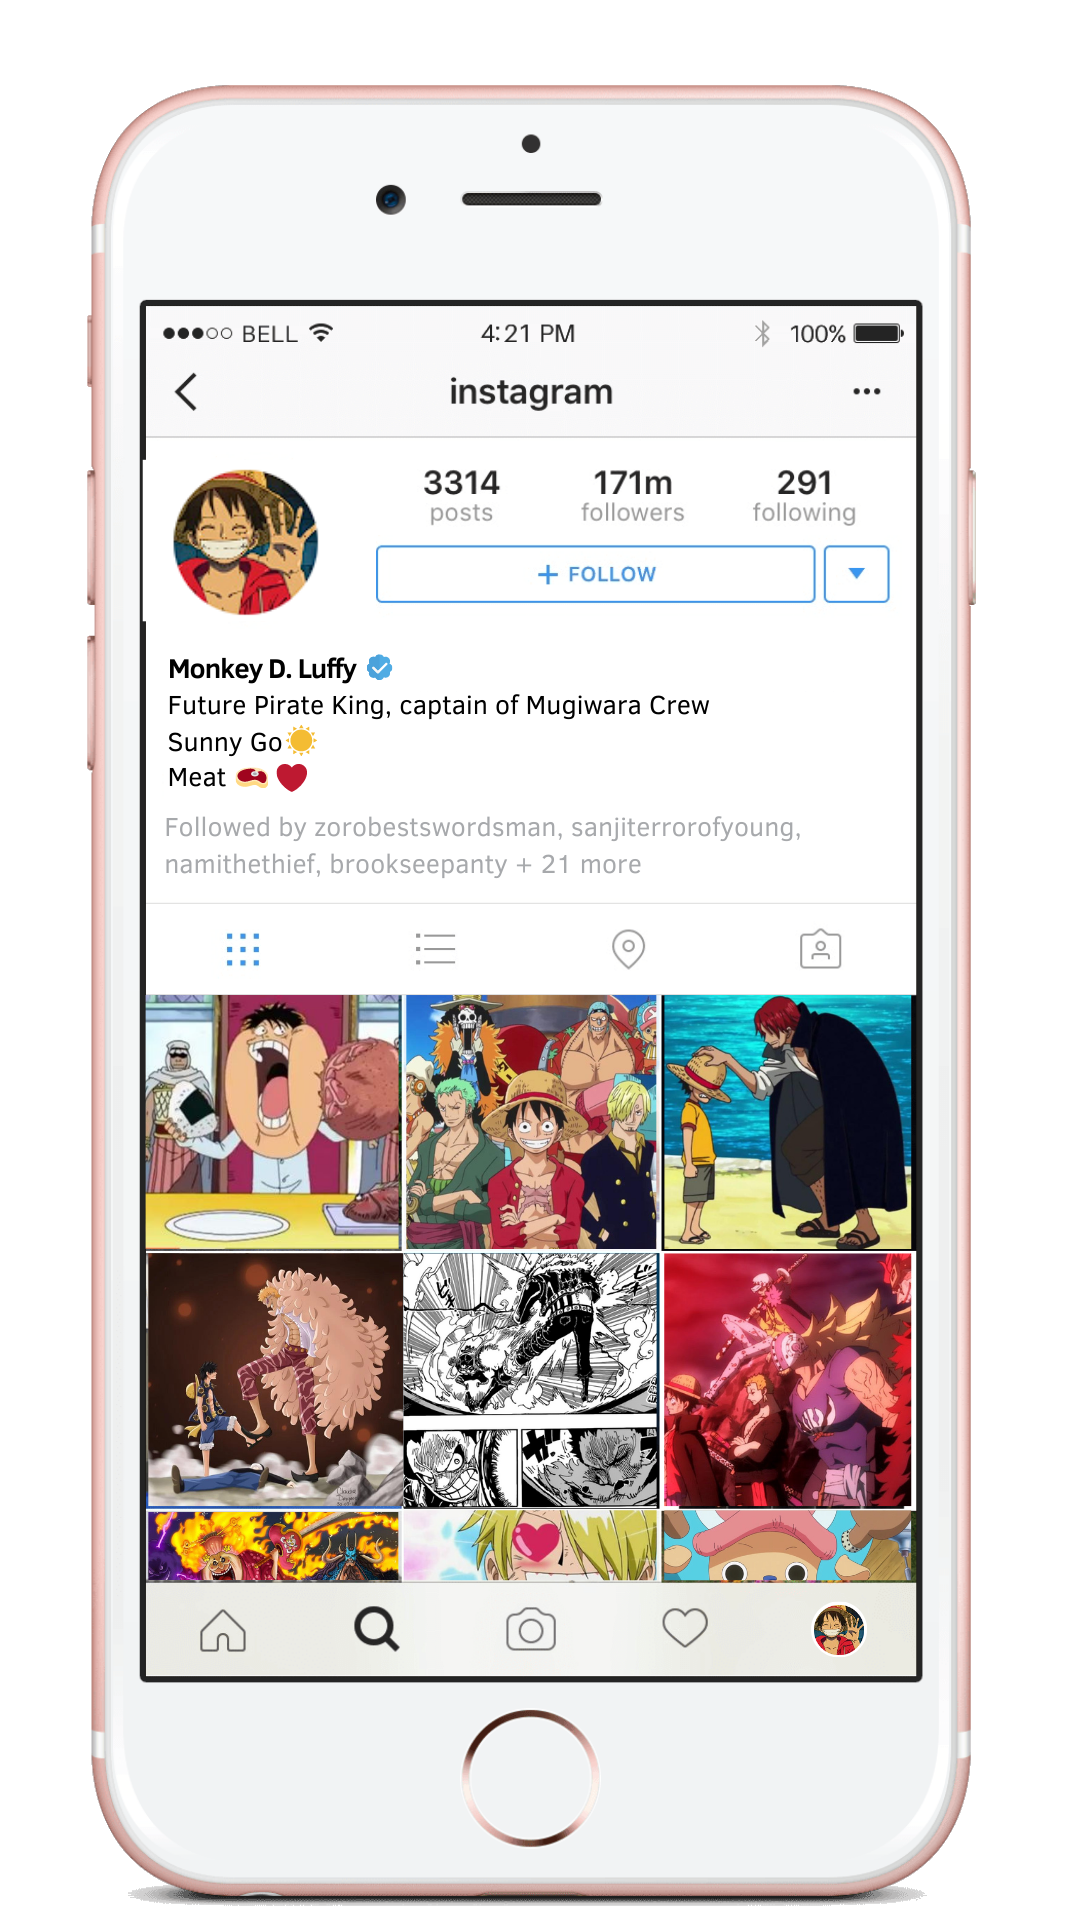 BELL 4:21 PM 100%
instagram
3314 171m 291
posts followers following
+ FOLLOW
Monkey D. Luffy
Future Pirate King, captain of Mugiwara Crew
Sunny Go
Meat
Followed by zorobestswordsman, sanjiterrorofyoung,
namithethief, brookseepanty + 21 more